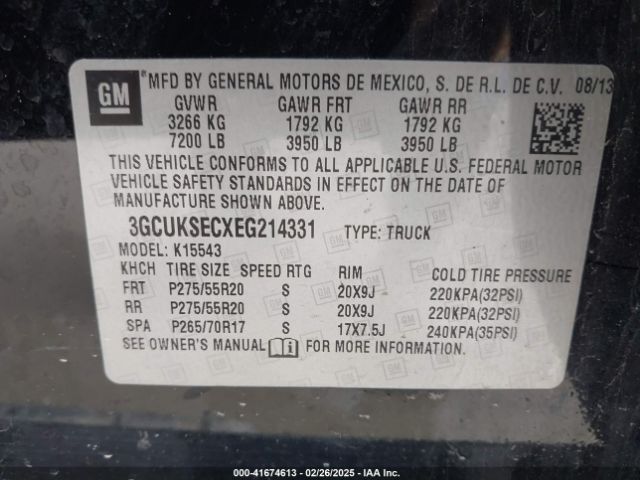 GM ®
MFD BY GENERAL MOTORS DE MEXICO, S. DE R.L. DE C.V. 08/13
GVWR GAWR FRT GAWR RR
3266 KG 1792 KG 1792 KG
7200 LB 3950 LB 3950 LB
THIS VEHICLE CONFORMS TO ALL APPLICABLE U.S. FEDERAL MOTOR
VEHICLE SAFETY STANDARDS IN EFFECT ON THE DATE OF
MANUFACTURE SHOWN ABOVE.
3GCUKSECXEG214331 TYPE: TRUCK
MODEL: K15543
KHCH TIRE SIZE SPEED RTG RIM COLD TIRE PRESSURE
FRT P275/55R20 S 20X9J 220KPA(32PSI)
RR P275/55R20 S 20X9J 220KPA(32PSI)
SPA P265/70R17 S 17X7.5J 240KPA(35PSI)
SEE OWNER'S MANUAL FOR MORE INFORMATION.
000-41674613 - 02/26/2025 - IAA Inc.